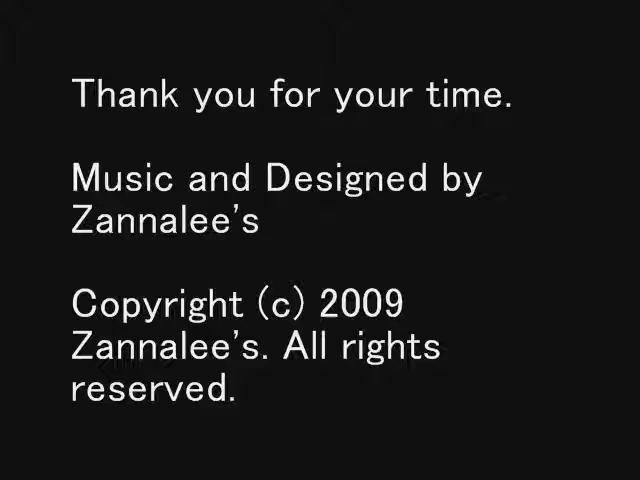 Thank you for your time.
Music and Designed by
Zannalee's
Copyright (c) 2009
Zannalee's. All rights
reserved.